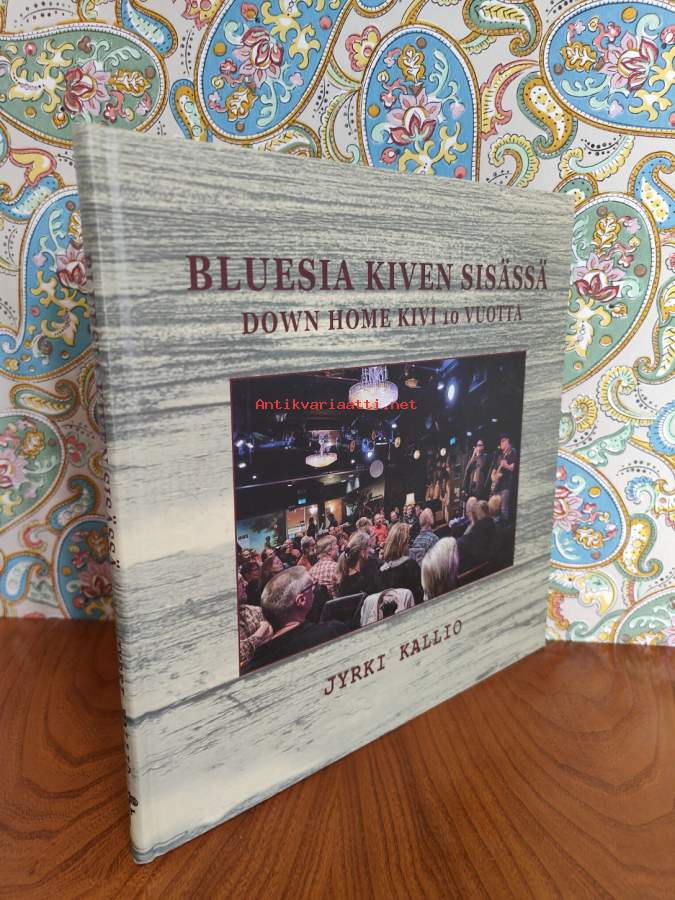 BLUESIA KIVEN SISÄSSÄ
DOWN HOME KIVI 10 VUOTTA
Antikvariaatti.net
JYRKI KALLIO